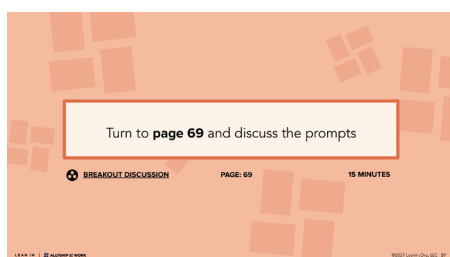 Turn to page 69 and discuss the prompts
BREAKOUT DISCUSSION PAGE: 69 15 MINUTES
LEAN IN | ALLYSHIP at WORK ©2021 LeanIn.Org, LLC 37